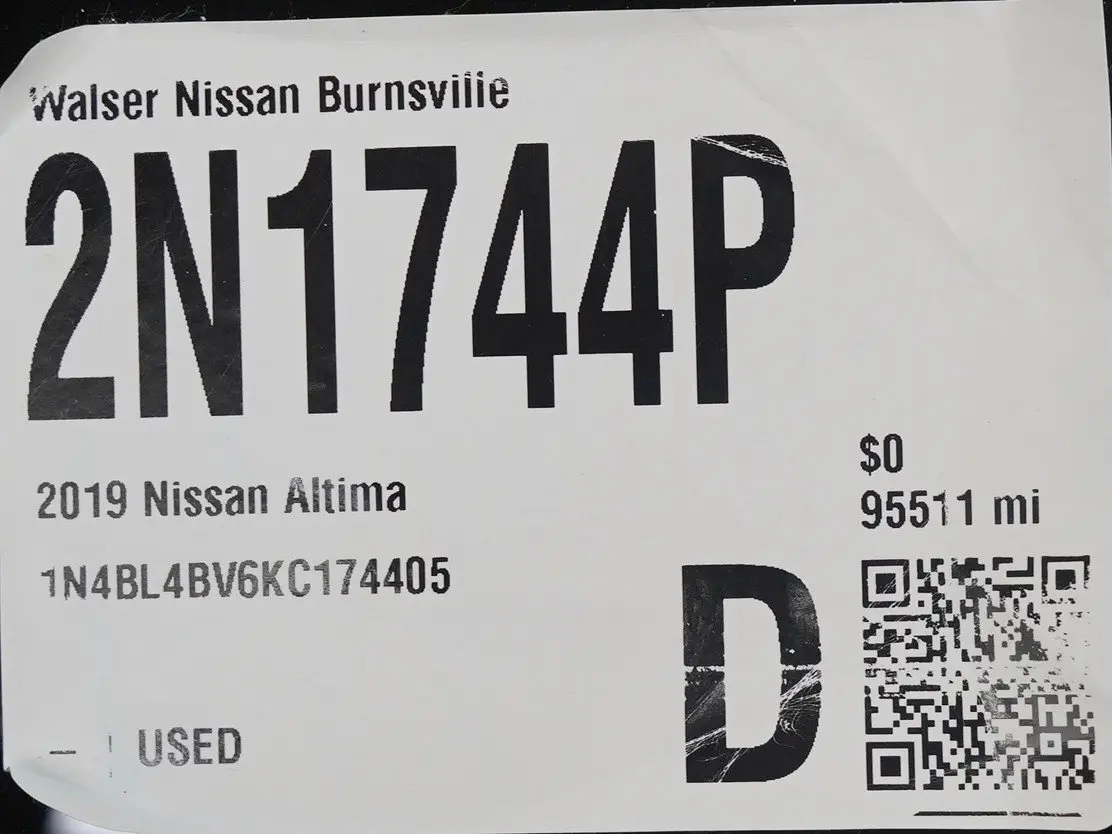 Walser Nissan Burnsville
2N1744P
2019 Nissan Altima
1N4BL4BV6KC174405
$0
95511 mi
D
– | USED